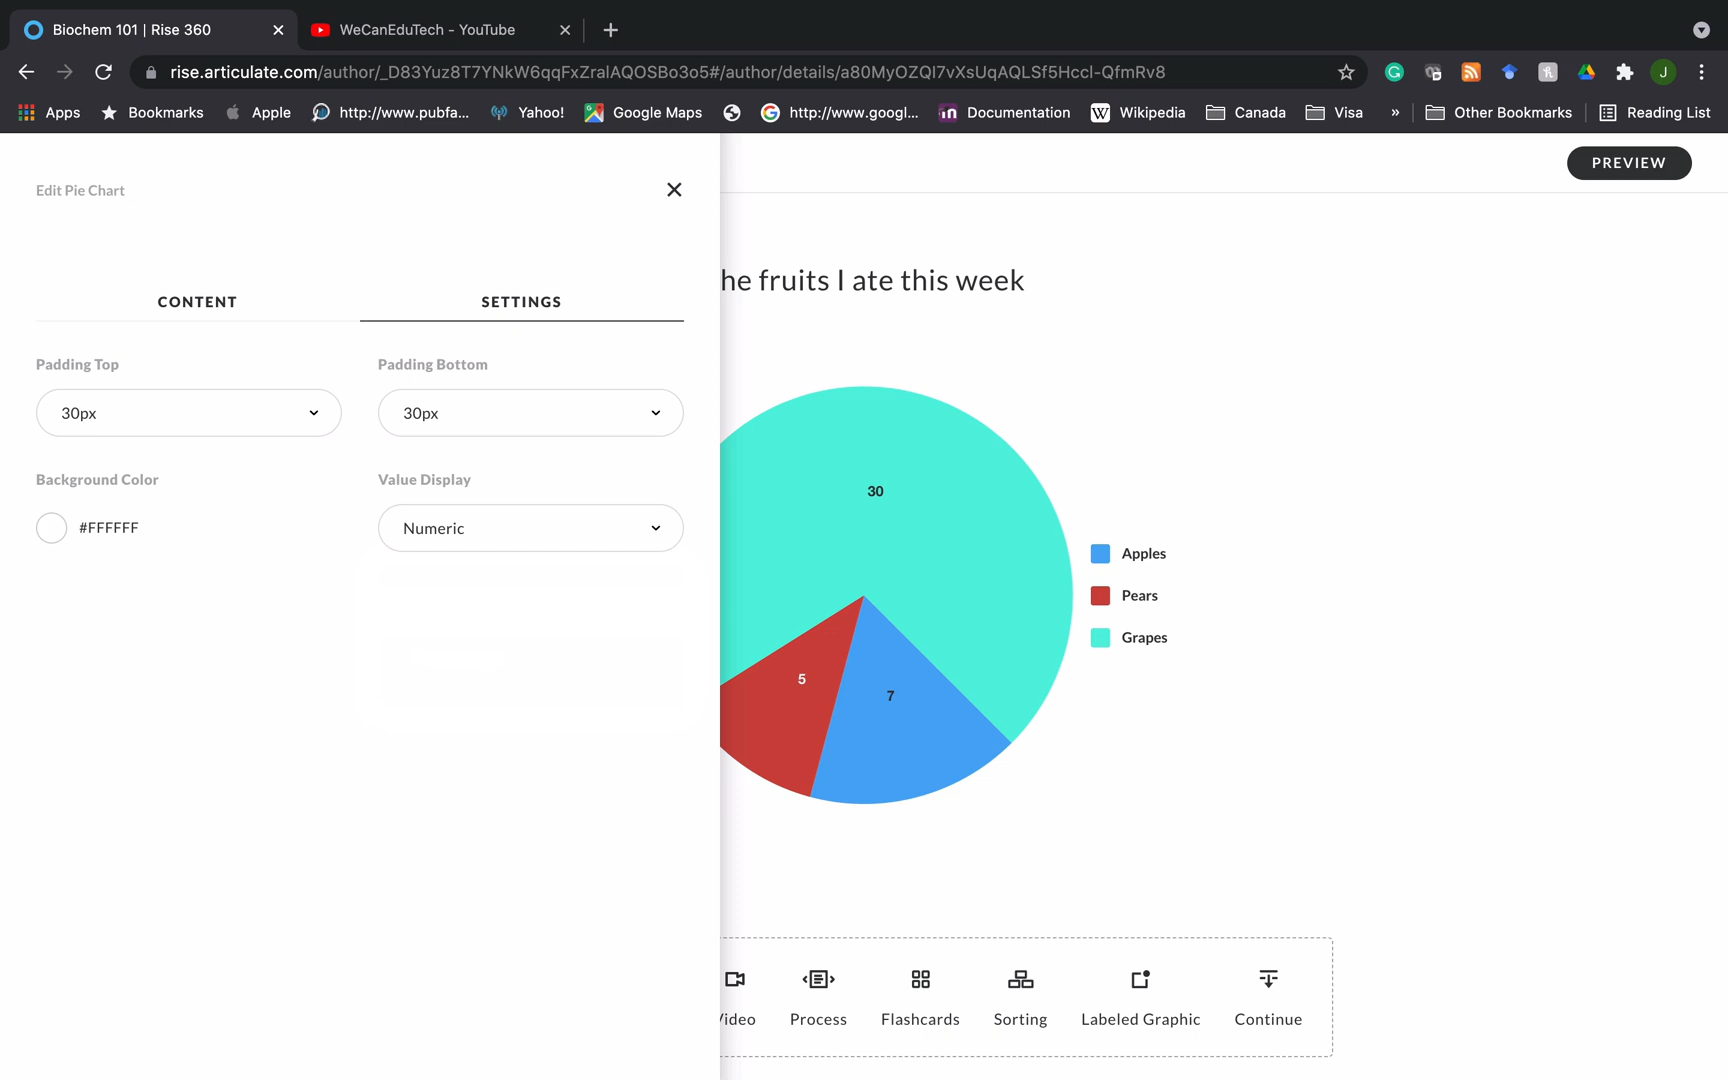 Biochem 101 | Rise 360
WeCanEduTech - YouTube
rise.articulate.com/author/_D83Yuz8T7YNkW6qqFxZralAQOSBo3o5#/author/details/a80MyOZQl7vXsUqAQLSf5Hccl-QfmRv8
J
Apps
Bookmarks
Apple
http://www.pubfa...
Yahoo!
Google Maps
http://www.googl...
Documentation
Wikipedia
Canada
Visa
»
Other Bookmarks
Reading List
PREVIEW
Edit Pie Chart
he fruits I ate this week
CONTENT
SETTINGS
Padding Top
Padding Bottom
30px
30px
Background Color
Value Display
#FFFFFF
Numeric
30
5
7
Apples
Pears
Grapes
Video
Process
Flashcards
Sorting
Labeled Graphic
Continue